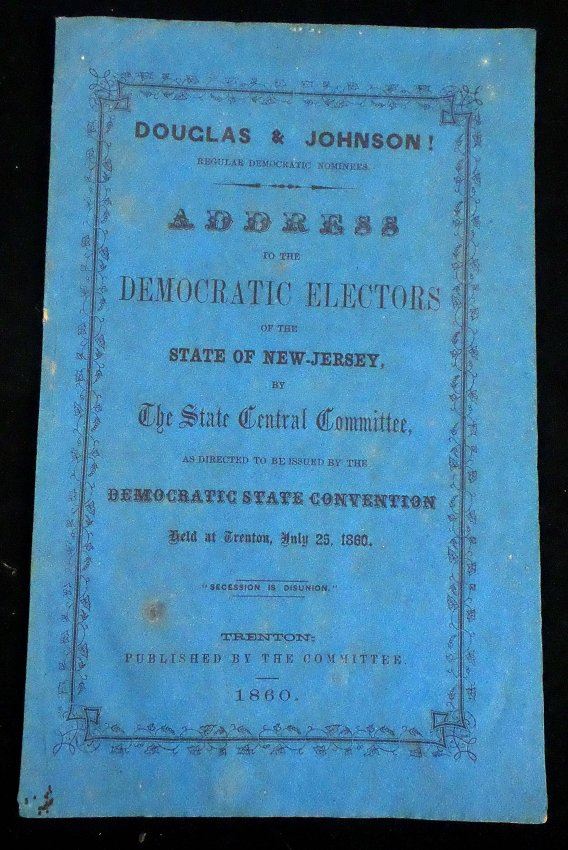 DOUGLAS & JOHNSON!
REGULAR DEMOCRATIC NOMINEES.
ADDRESS
TO THE
DEMOCRATIC ELECTORS
OF THE
STATE OF NEW-JERSEY,
BY
The State Central Committee,
AS DIRECTED TO BE ISSUED BY THE
DEMOCRATIC STATE CONVENTION
Held at Trenton, July 25, 1860.
"SECESSION IS DISUNION."
TRENTON:
PUBLISHED BY THE COMMITTEE.
1860.